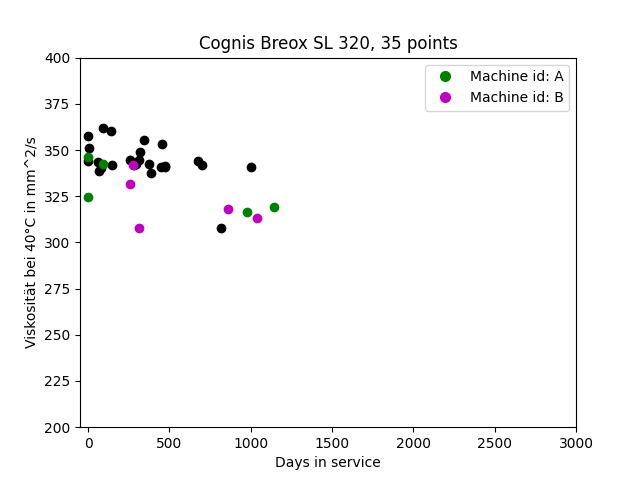 Cognis Breox SL 320, 35 points
Machine id: A
Machine id: B
Viskosität bei 40°C in mm^2/s
400
375
350
325
300
275
250
225
200
0 500 1000 1500 2000 2500 3000
Days in service